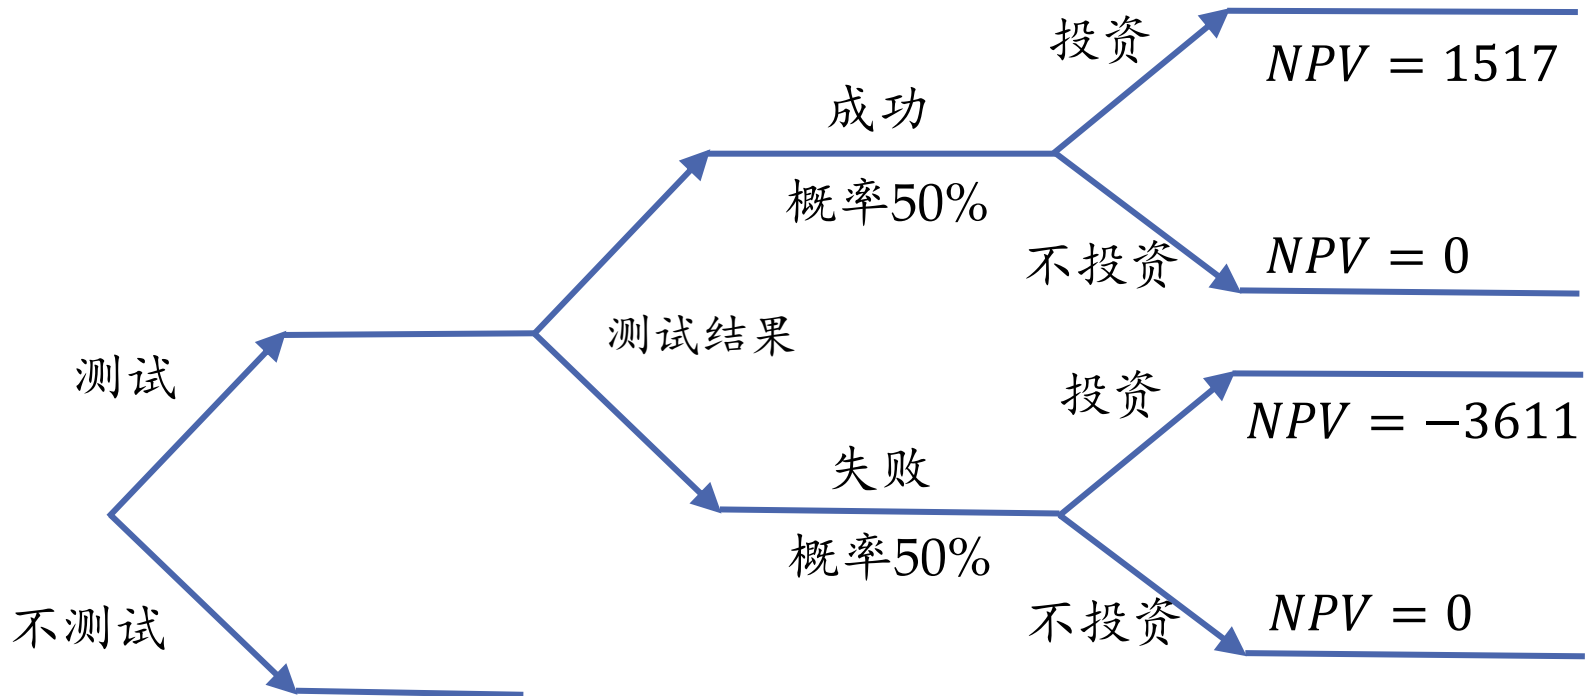 投资
NPV = 1517
成功
概率50%
不投资
NPV = 0
测试结果
测试
投资
NPV = −3611
失败
概率50%
不投资
NPV = 0
不测试